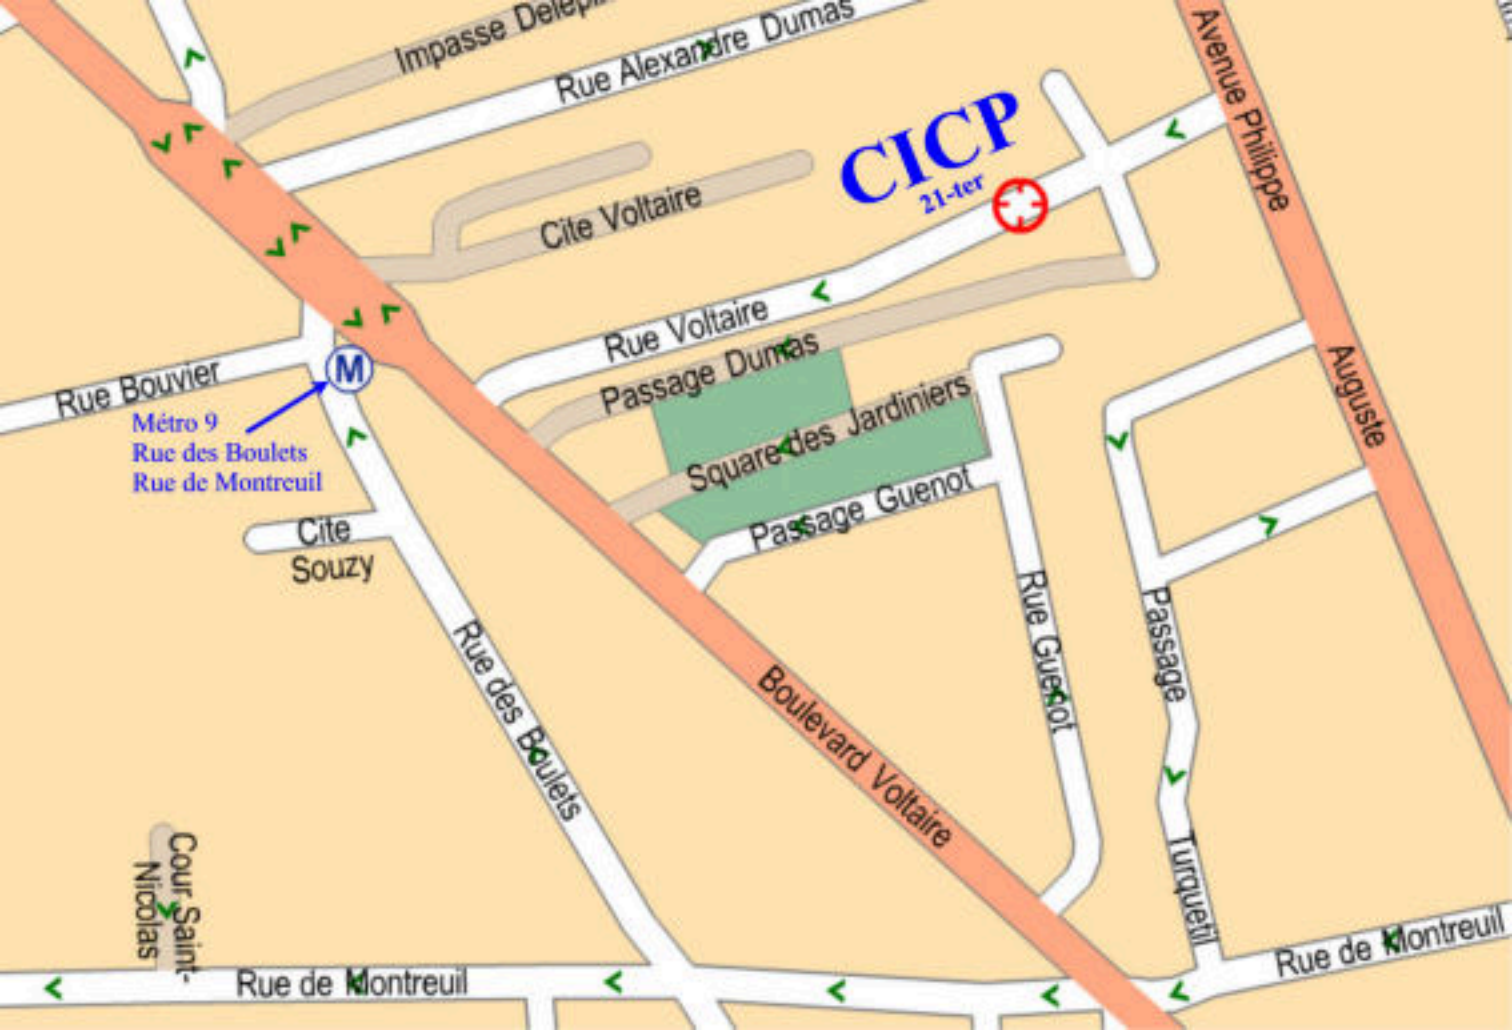 Impasse
Rue Alexandre Dumas
Avenue Philippe
Auguste
CICP
21-ter
Cite Voltaire
Rue Voltaire
M
Rue Bouvier
Métro 9
Rue des Boulets
Rue de Montreuil
Passage Dumas
Square des Jardiniers
Passage Guenot
Cite
Souzy
Rue Guenot
Passage
Turquetil
Rue des Boulets
Boulevard Voltaire
Cour Saint-
Nicolas
Rue de Montreuil
Rue de Montreuil